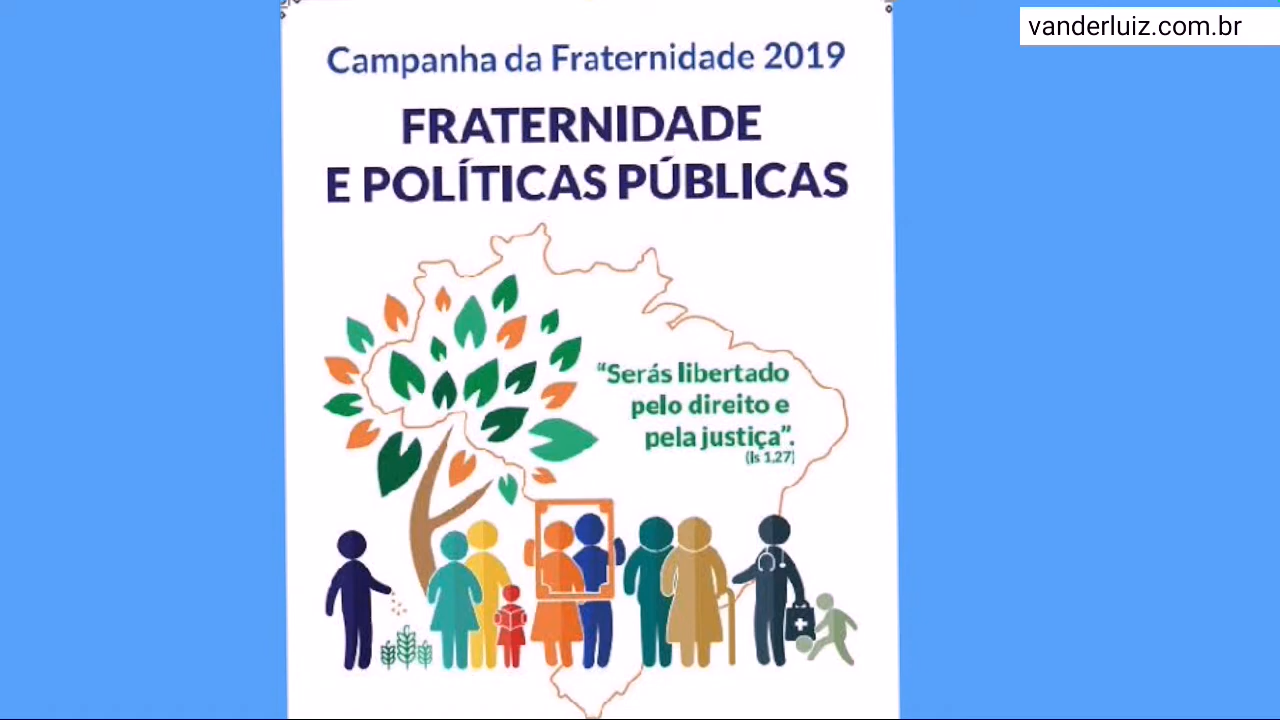 vanderluiz.com.br
Campanha da Fraternidade 2019
FRATERNIDADE
E POLÍTICAS PÚBLICAS
“Serás libertado
pelo direito e
pela justiça”.
(Is 1,27)